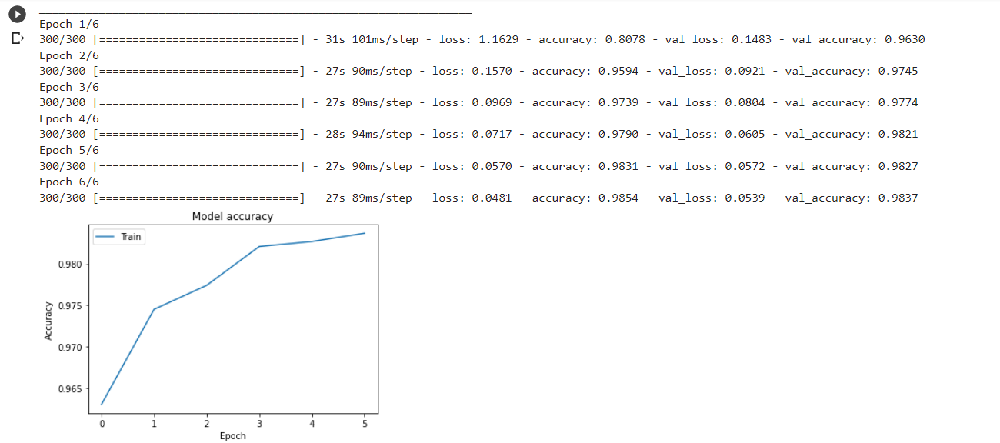 _________________________________________________________________
Epoch 1/6
300/300 [==============================] - 31s 101ms/step - loss: 1.1629 - accuracy: 0.8078 - val_loss: 0.1483 - val_accuracy: 0.9630
Epoch 2/6
300/300 [==============================] - 27s 90ms/step - loss: 0.1570 - accuracy: 0.9594 - val_loss: 0.0921 - val_accuracy: 0.9745
Epoch 3/6
300/300 [==============================] - 27s 89ms/step - loss: 0.0969 - accuracy: 0.9739 - val_loss: 0.0804 - val_accuracy: 0.9774
Epoch 4/6
300/300 [==============================] - 28s 94ms/step - loss: 0.0717 - accuracy: 0.9790 - val_loss: 0.0605 - val_accuracy: 0.9821
Epoch 5/6
300/300 [==============================] - 27s 90ms/step - loss: 0.0570 - accuracy: 0.9831 - val_loss: 0.0572 - val_accuracy: 0.9827
Epoch 6/6
300/300 [==============================] - 27s 89ms/step - loss: 0.0481 - accuracy: 0.9854 - val_loss: 0.0539 - val_accuracy: 0.9837
Model accuracy
Train
0.980
0.975
Accuracy
0.970
0.965
0 1 2 3 4 5
Epoch